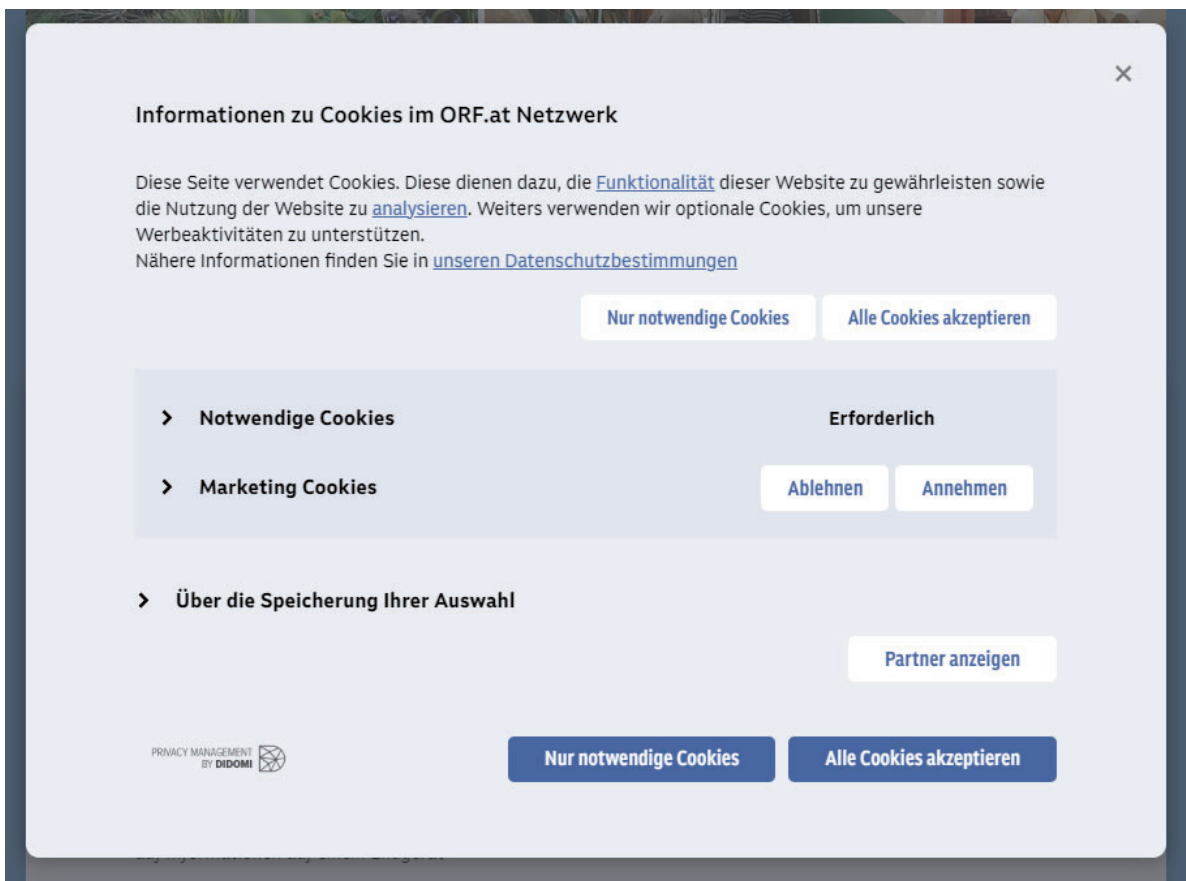 Informationen zu Cookies im ORF.at Netzwerk
Diese Seite verwendet Cookies. Diese dienen dazu, die Funktionalität dieser Website zu gewährleisten sowie
die Nutzung der Website zu analysieren. Weiters verwenden wir optionale Cookies, um unsere
Werbeaktivitäten zu unterstützen.
Nähere Informationen finden Sie in unseren Datenschutzbestimmungen
Nur notwendige Cookies Alle Cookies akzeptieren
Notwendige Cookies Erforderlich
Marketing Cookies Ablehnen Annehmen
Über die Speicherung Ihrer Auswahl
Partner anzeigen
PRIVACY MANAGEMENT
BY DIDOMI
Nur notwendige Cookies Alle Cookies akzeptieren